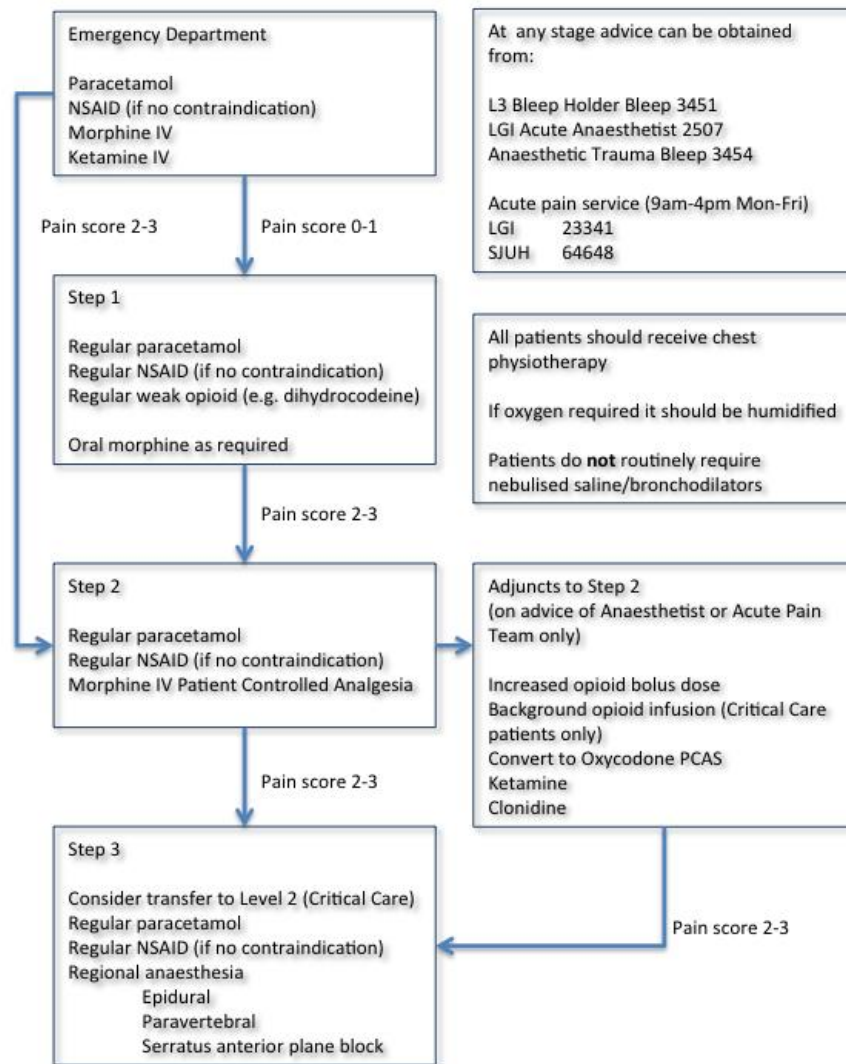 Emergency Department
Paracetamol
NSAID (if no contraindication)
Morphine IV
Ketamine IV
At any stage advice can be obtained
from:
L3 Bleep Holder Bleep 3451
LGI Acute Anaesthetist 2507
Anaesthetic Trauma Bleep 3454
Acute pain service (9am-4pm Mon-Fri)
LGI 23341
SJUH 64648
Pain score 2-3
Pain score 0-1
Step 1
Regular paracetamol
Regular NSAID (if no contraindication)
Regular weak opioid (e.g. dihydrocodeine)
Oral morphine as required
All patients should receive chest
physiotherapy
If oxygen required it should be humidified
Patients do not routinely require
nebulised saline/bronchodilators
Pain score 2-3
Step 2
Regular paracetamol
Regular NSAID (if no contraindication)
Morphine IV Patient Controlled Analgesia
Adjuncts to Step 2
(on advice of Anaesthetist or Acute Pain
Team only)
Increased opioid bolus dose
Background opioid infusion (Critical Care
patients only)
Convert to Oxycodone PCAS
Ketamine
Clonidine
Pain score 2-3
Step 3
Consider transfer to Level 2 (Critical Care)
Regular paracetamol
Regular NSAID (if no contraindication)
Regional anaesthesia
Epidural
Paravertebral
Serratus anterior plane block
Pain score 2-3